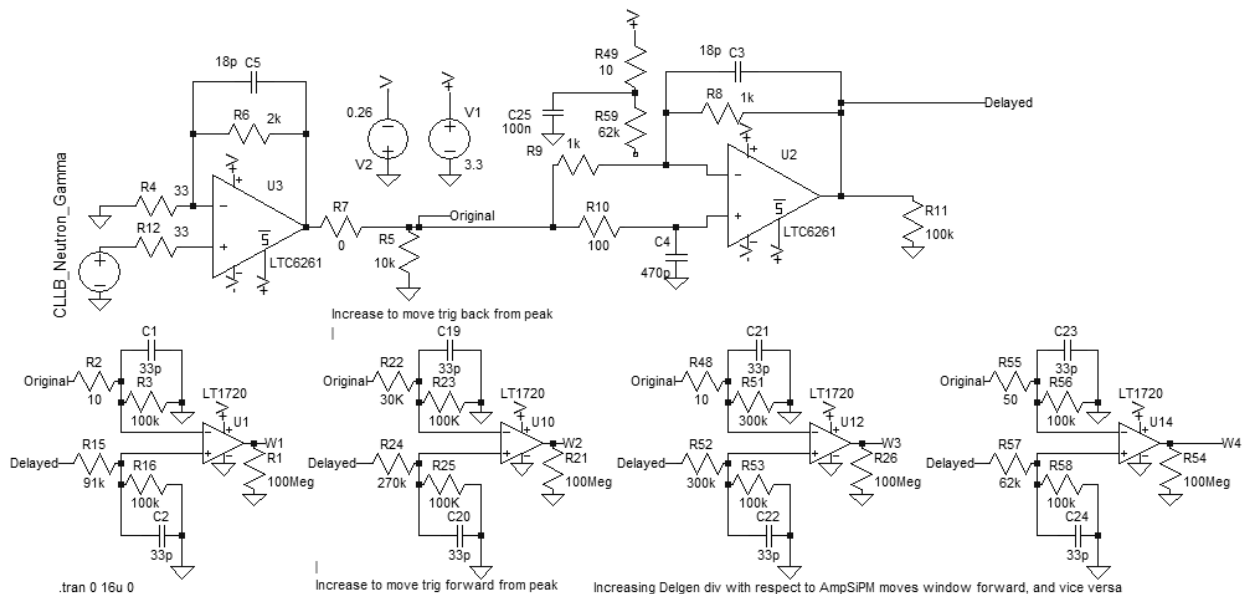 18p C5
R6 2k
R4 33
R12 33
U3
LTC6261
CLLB_Neutron_Gamma
0.26
V2
V1
3.3
R7
0
R5
10k
Original
R49
10
C25
100n
R59
62k
R9 1k
R10
100
C4
470p
18p C3
R8 1k
U2
LTC6261
Delayed
R11
100k
Increase to move trig back from peak
C1
33p
R2
10
R3
100k
Original
LT1720
U1
W1
R1
100Meg
Delayed
R15
91k
R16
100k
C2
33p
C19
33p
R22
30K
R23
100K
Original
LT1720
U10
W2
R21
100Meg
Delayed
R24
270k
R25
100K
C20
33p
C21
33p
R48
10
R51
300k
Original
LT1720
U12
W3
R26
100Meg
Delayed
R52
300k
R53
100k
C22
33p
C23
33p
R55
50
R56
100k
Original
LT1720
U14
W4
R54
100Meg
Delayed
R57
62k
R58
100k
C24
33p
.tran 0 16u 0
Increase to move trig forward from peak
Increasing Delgen div with respect to AmpSiPM moves window forward, and vice versa